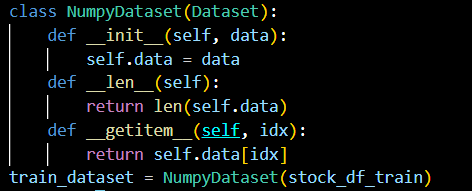 class NumpyDataset(Dataset):
    def __init__(self, data):
        self.data = data
    def __len__(self):
        return len(self.data)
    def __getitem__(self, idx):
        return self.data[idx]
train_dataset = NumpyDataset(stock_df_train)